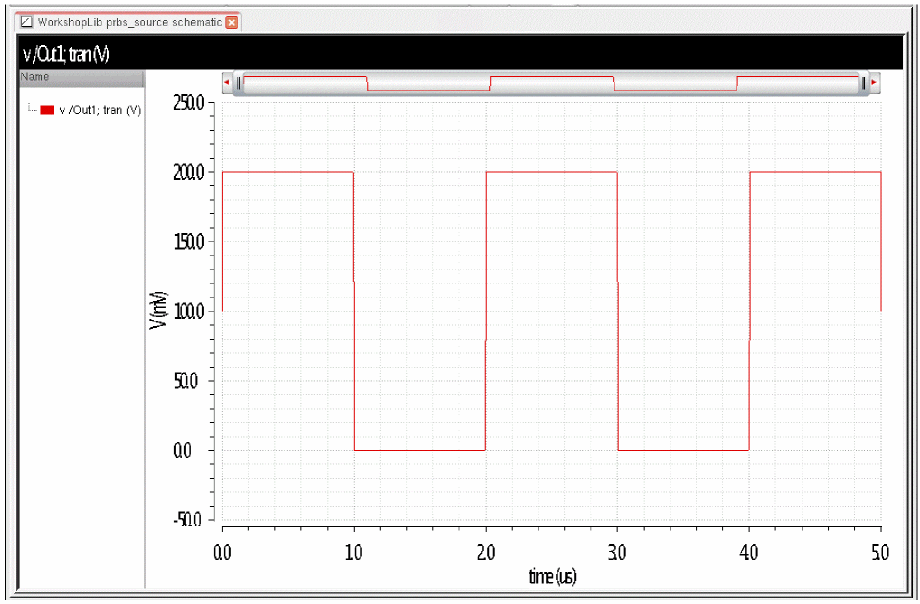 WorkshopLib prbs_source schematic
v /Out1; tran (V)
Name
v /Out1; tran (V)
250.0
200.0
150.0
100.0
50.0
0.0
-50.0
V (mV)
0.0 1.0 2.0 3.0 4.0 5.0
time (us)